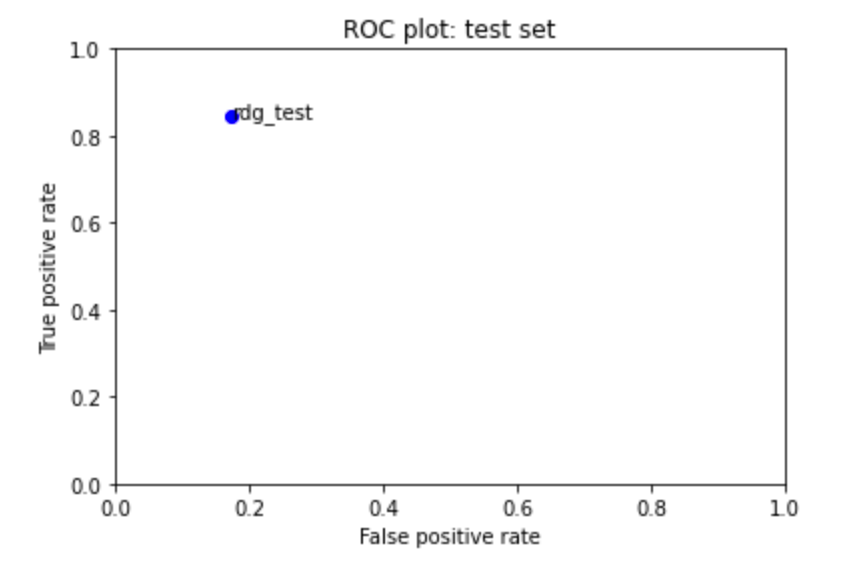 ROC plot: test set
1.0
0.8
0.6
0.4
0.2
0.0
True positive rate
rdg_test
0.0 0.2 0.4 0.6 0.8 1.0
False positive rate